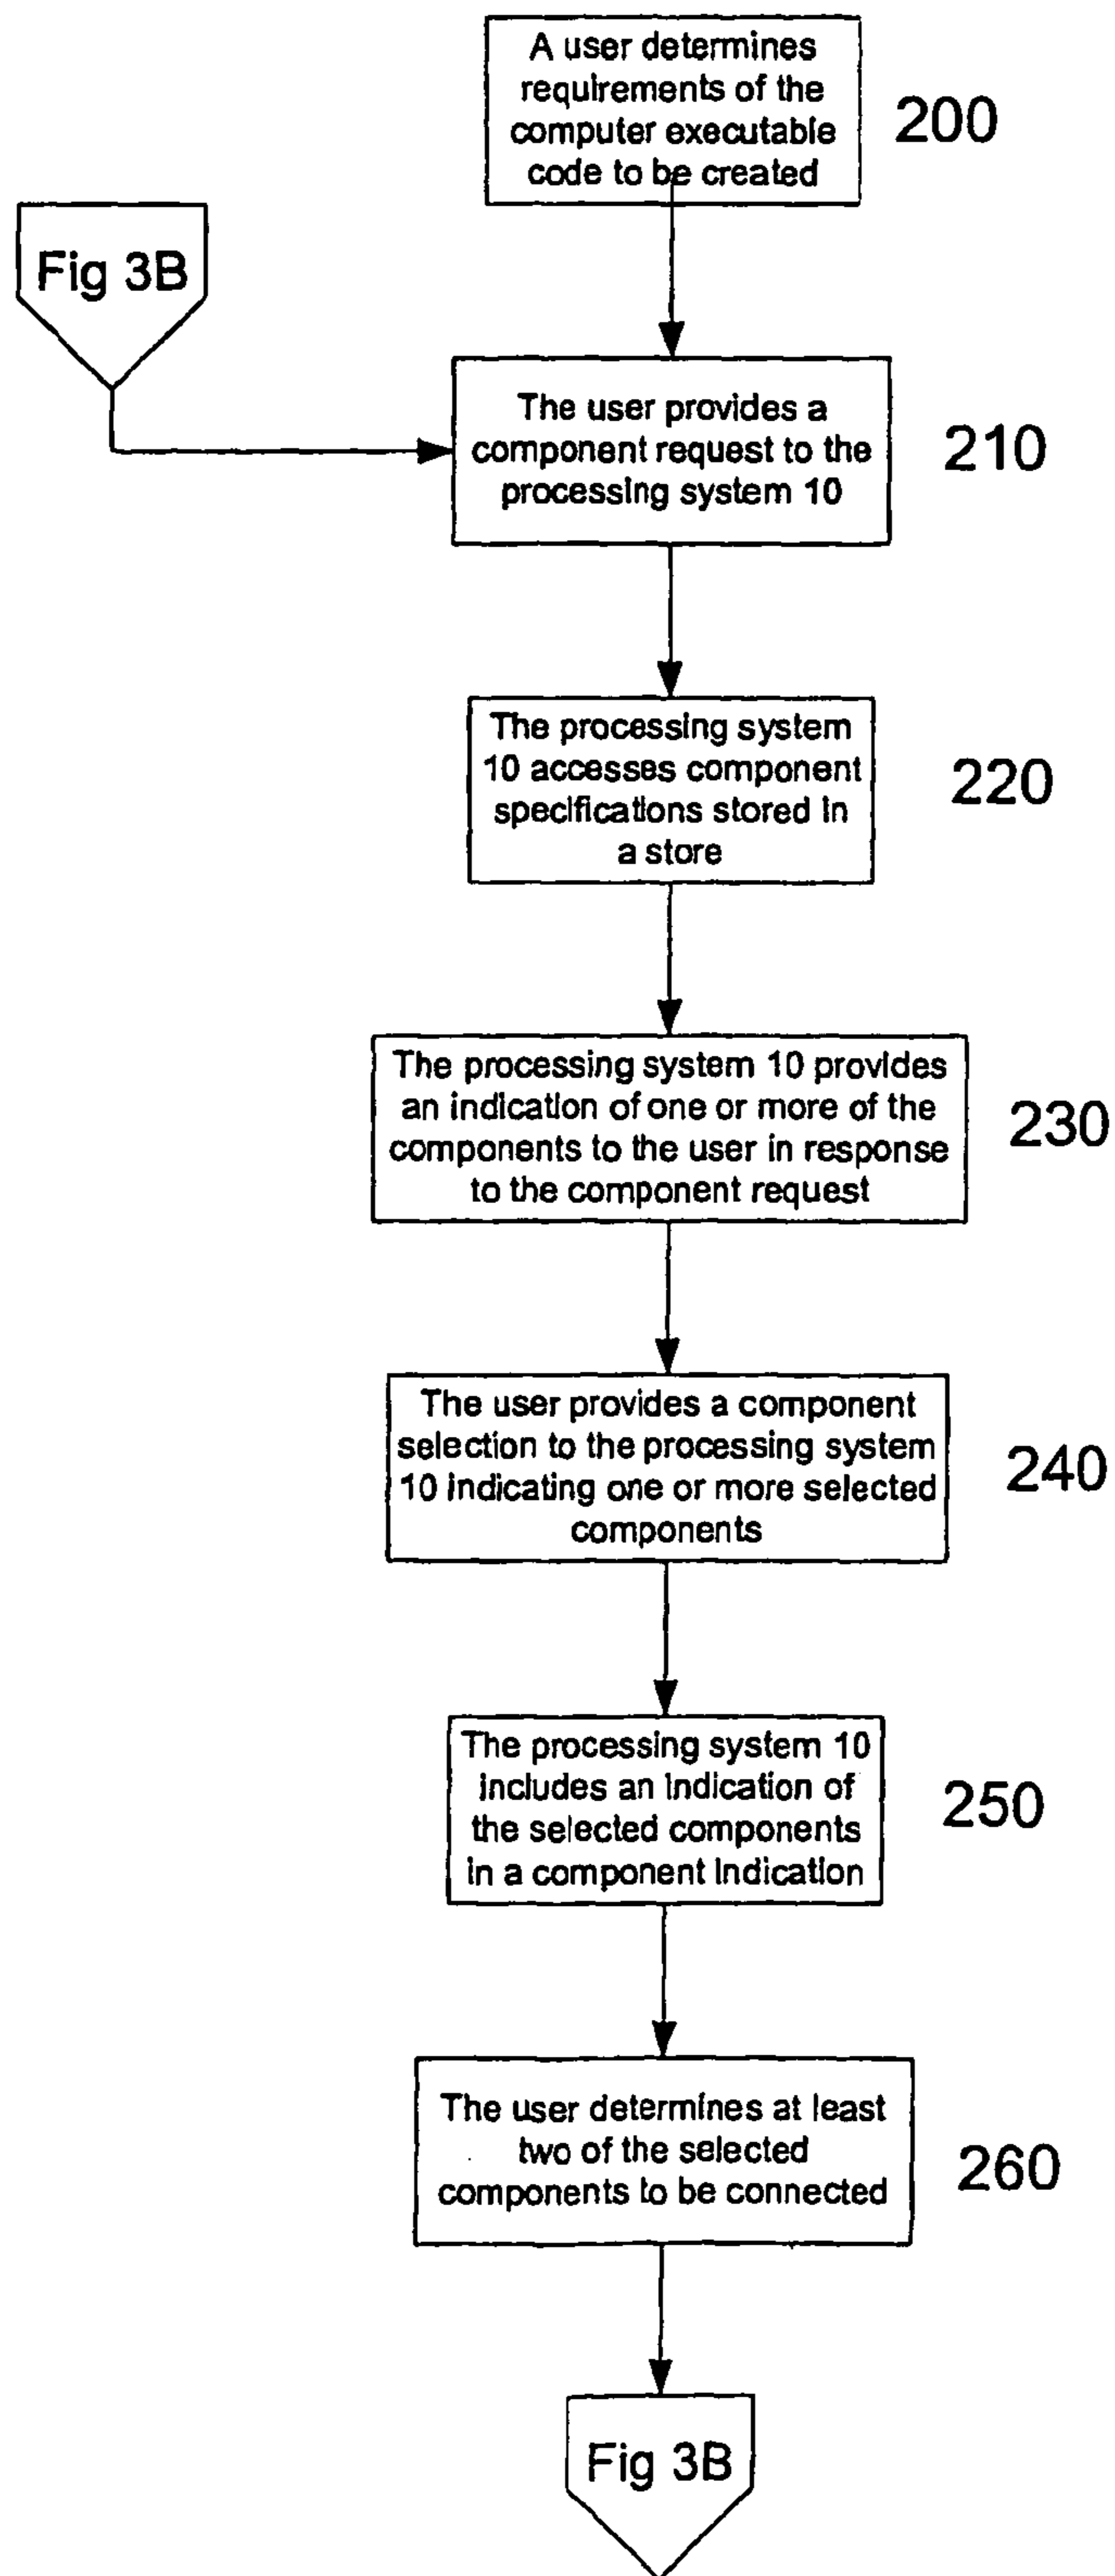 A user determines
requirements of the
computer executable
code to be created
200
Fig 3B
The user provides a
component request to the
processing system 10
210
The processing system
10 accesses component
specifications stored in
a store
220
The processing system 10 provides
an indication of one or more of the
components to the user in response
to the component request
230
The user provides a component
selection to the processing system
10 indicating one or more selected
components
240
The processing system 10
includes an indication of
the selected components
in a component indication
250
The user determines at least
two of the selected
components to be connected
260
Fig 3B